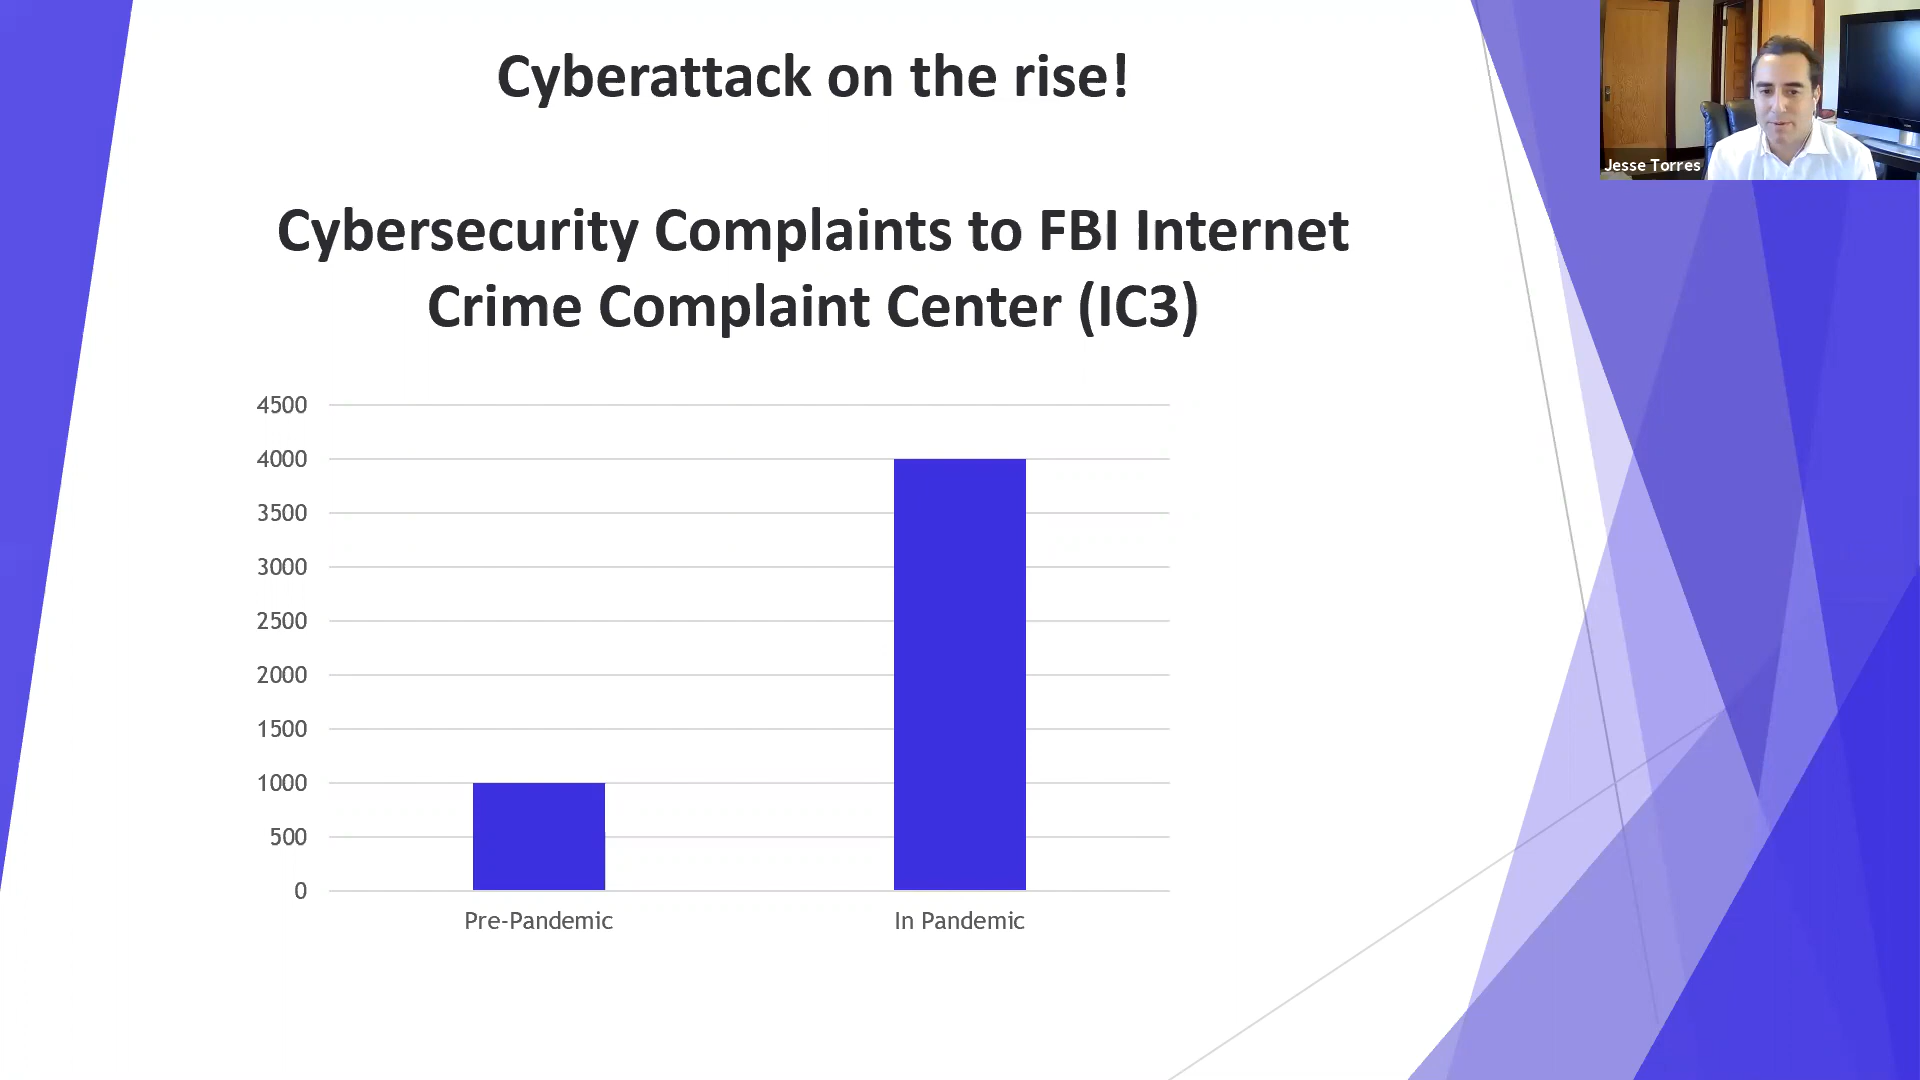 Cyberattack on the rise!
Jesse Torres
Cybersecurity Complaints to FBI Internet
Crime Complaint Center (IC3)
4500
4000
3500
3000
2500
2000
1500
1000
500
0
Pre-Pandemic
In Pandemic